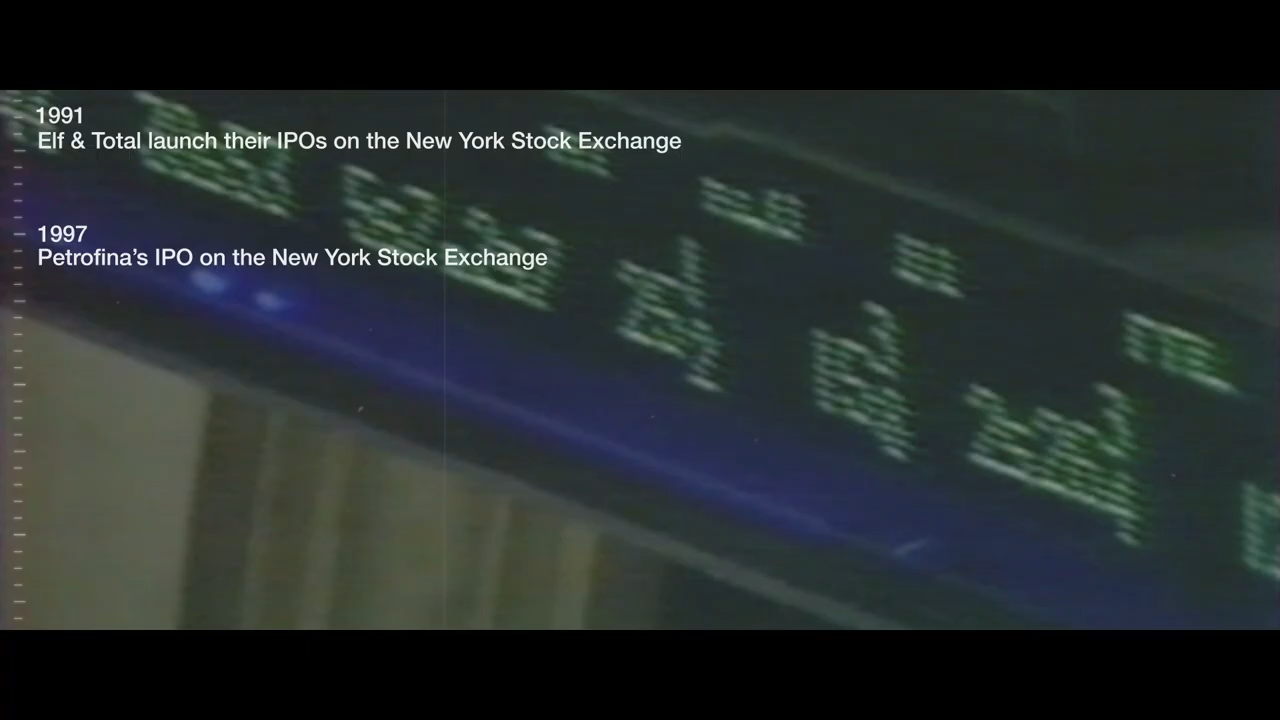 1991
Elf & Total launch their IPOs on the New York Stock Exchange
1997
Petrofina’s IPO on the New York Stock Exchange